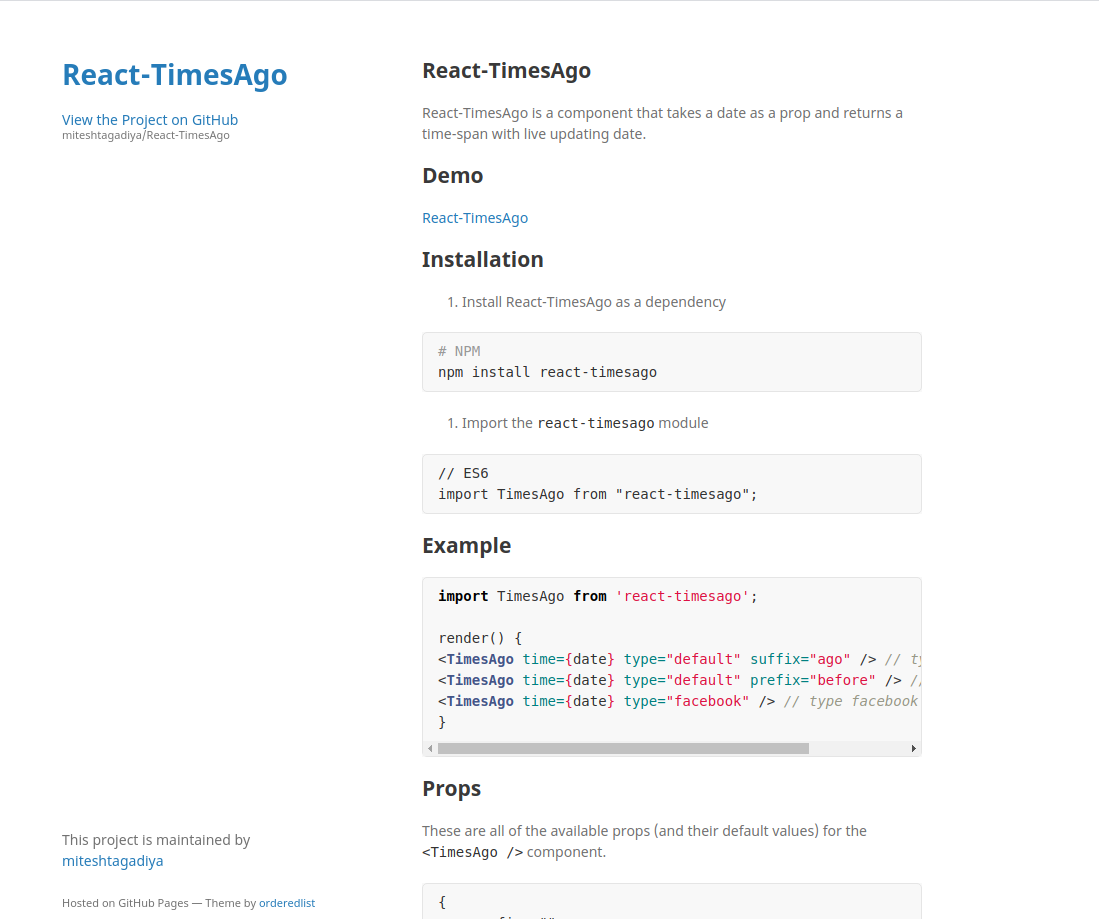 React-TimesAgo
View the Project on GitHub
miteshtagadiya/React-TimesAgo
This project is maintained by
miteshtagadiya
Hosted on GitHub Pages — Theme by orderedlist
React-TimesAgo
React-TimesAgo is a component that takes a date as a prop and returns a
time-span with live updating date.
Demo
React-TimesAgo
Installation
1. Install React-TimesAgo as a dependency
# NPM
npm install react-timesago
1. Import the react-timesago module
// ES6
import TimesAgo from "react-timesago";
Example
import TimesAgo from 'react-timesago';
render() {
<TimesAgo time={date} type="default" suffix="ago" /> // ty
<TimesAgo time={date} type="default" prefix="before" /> //
<TimesAgo time={date} type="facebook" /> // type facebook
}
Props
These are all of the available props (and their default values) for the
<TimesAgo /> component.
{